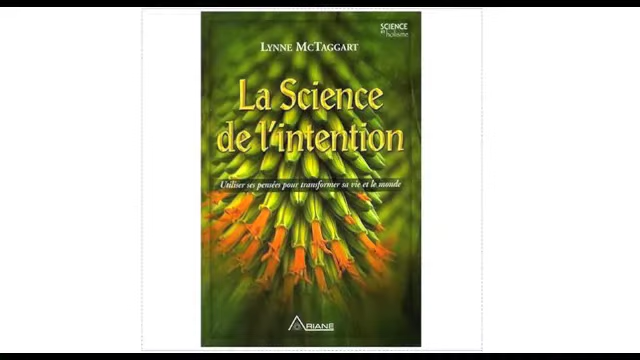 SCIENCE
et
holisme
LYNNE MCTAGGART
La Science
de l'intention
Utiliser ses pensées pour transformer sa vie et le monde
ARIANE